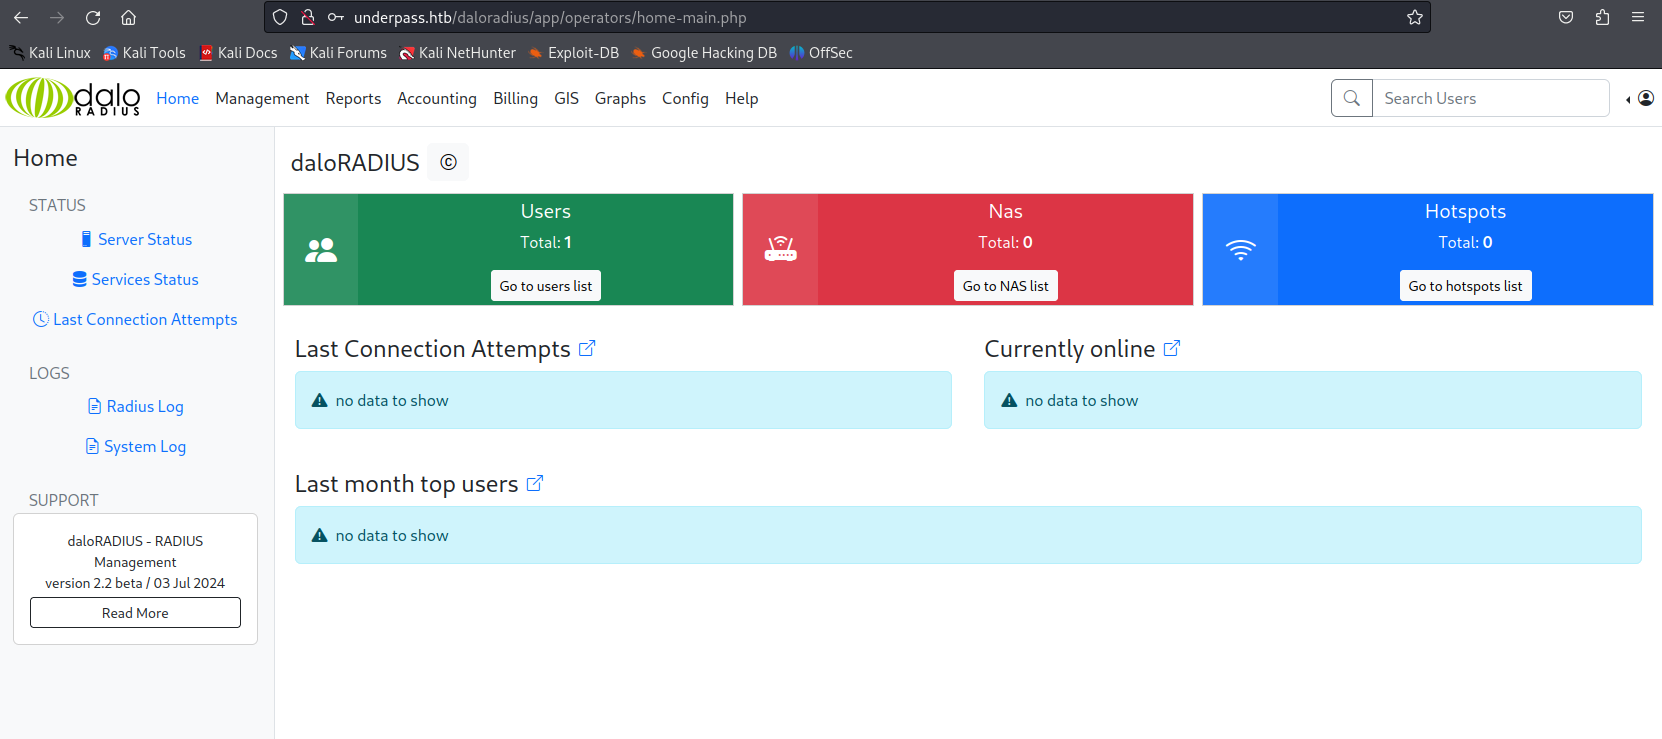 underpass.htb/daloradius/app/operators/home-main.php
Kali Linux Kali Tools Kali Docs Kali Forums Kali NetHunter Exploit-DB Google Hacking DB OffSec
dalo RADIUS Home Management Reports Accounting Billing GIS Graphs Config Help Search Users
Home
STATUS
Server Status
Services Status
Last Connection Attempts
LOGS
Radius Log
System Log
SUPPORT
daloRADIUS - RADIUS
Management
version 2.2 beta / 03 Jul 2024
Read More
daloRADIUS ©
Users
Total: 1
Go to users list
Nas
Total: 0
Go to NAS list
Hotspots
Total: 0
Go to hotspots list
Last Connection Attempts
no data to show
Currently online
no data to show
Last month top users
no data to show